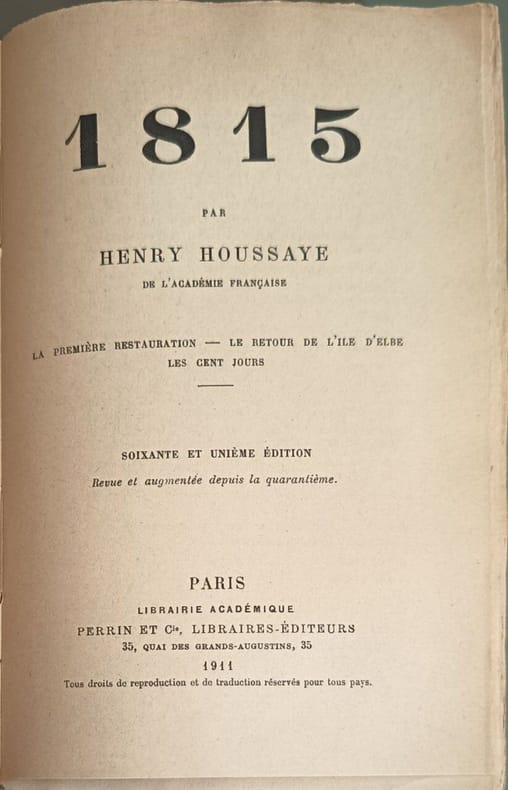 1815
PAR
HENRY HOUSSAYE
DE L'ACADÉMIE FRANÇAISE
LA PREMIÈRE RESTAURATION — LE RETOUR DE L'ILE D'ELBE
LES CENT JOURS
SOIXANTE ET UNIÈME ÉDITION
Revue et augmentée depuis la quarantième.
PARIS
LIBRAIRIE ACADÉMIQUE
PERRIN ET Cie, LIBRAIRES-ÉDITEURS
35, QUAI DES GRANDS-AUGUSTINS, 35
1911
Tous droits de reproduction et de traduction réservés pour tous pays.